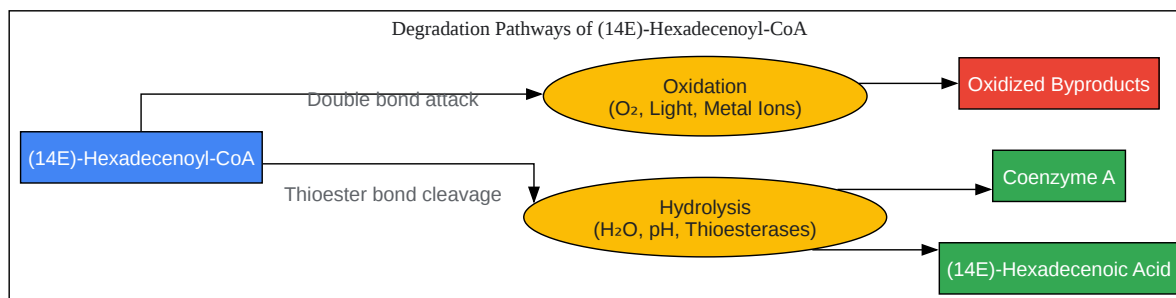 Degradation Pathways of (14E)-Hexadecenoyl-CoA
Double bond attack
Oxidation
(O₂, Light, Metal Ions)
Oxidized Byproducts
(14E)-Hexadecenoyl-CoA
Thioester bond cleavage
Hydrolysis
(H₂O, pH, Thioesterases)
Coenzyme A
(14E)-Hexadecenoic Acid